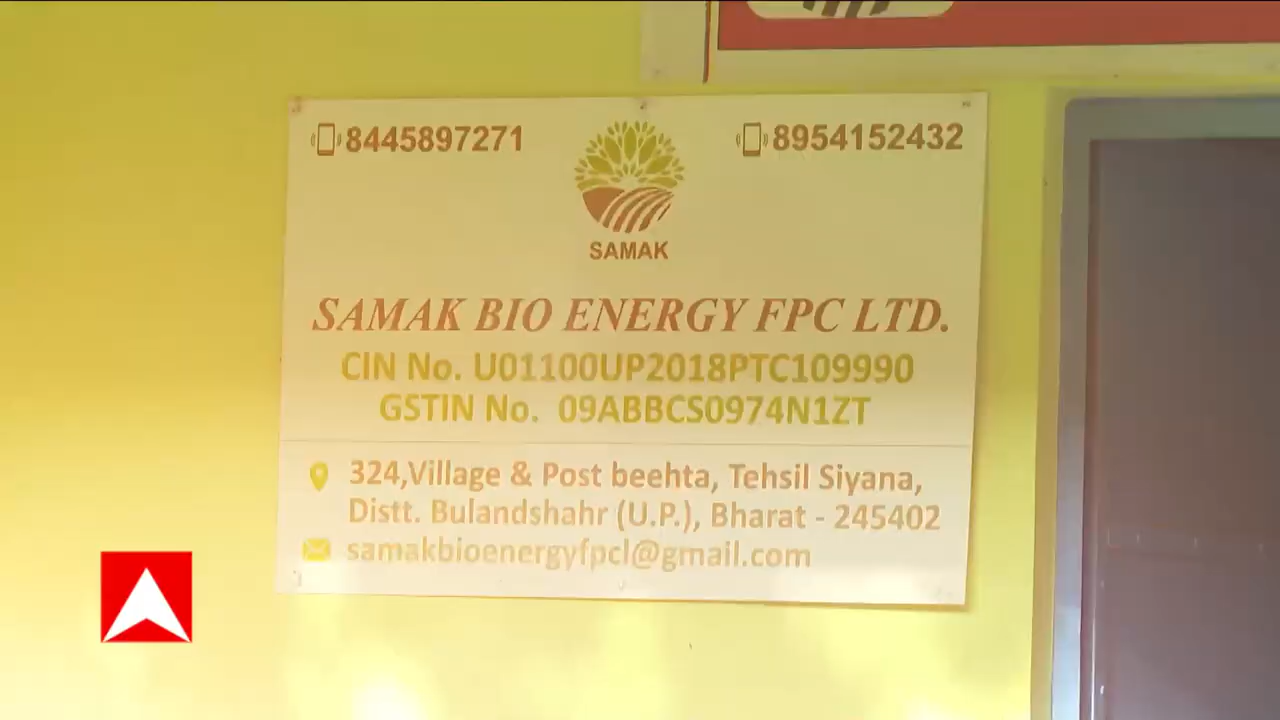 8445897271
8954152432
SAMAK
SAMAK BIO ENERGY FPC LTD.
CIN No. U01100UP2018PTC109990
GSTIN No. 09ABBCS0974N1ZT
324,Village & Post beehta, Tehsil Siyana,
Distt. Bulandshahr (U.P.), Bharat - 245402
samakbioenergyfpcl@gmail.com